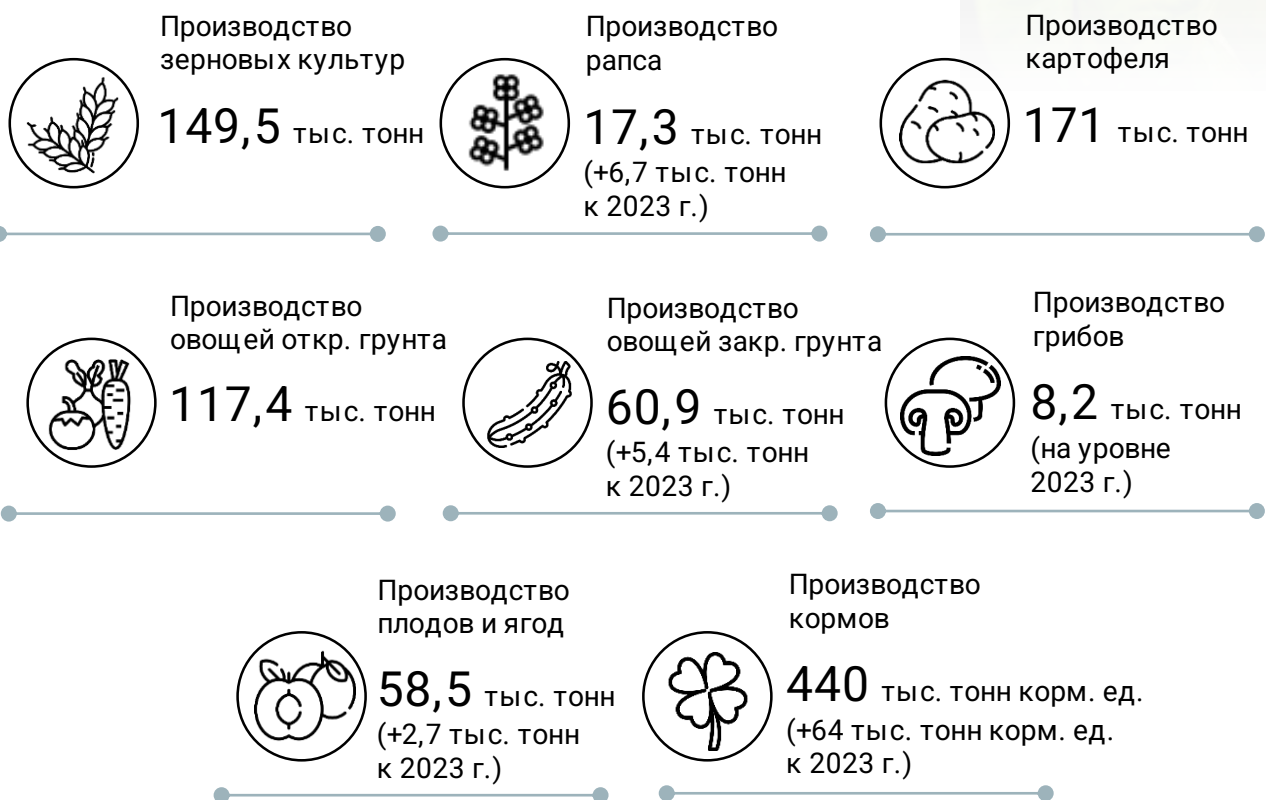 Производство
зерновых культур
149,5 тыс. тонн
Производство
рапса
17,3 тыс. тонн
(+6,7 тыс. тонн
к 2023 г.)
Производство
картофеля
171 тыс. тонн
Производство
овощей откр. грунта
117,4 тыс. тонн
Производство
овощей закр. грунта
60,9 тыс. тонн
(+5,4 тыс. тонн
к 2023 г.)
Производство
грибов
8,2 тыс. тонн
(на уровне
2023 г.)
Производство
плодов и ягод
58,5 тыс. тонн
(+2,7 тыс. тонн
к 2023 г.)
Производство
кормов
440 тыс. тонн корм. ед.
(+64 тыс. тонн корм. ед.
к 2023 г.)